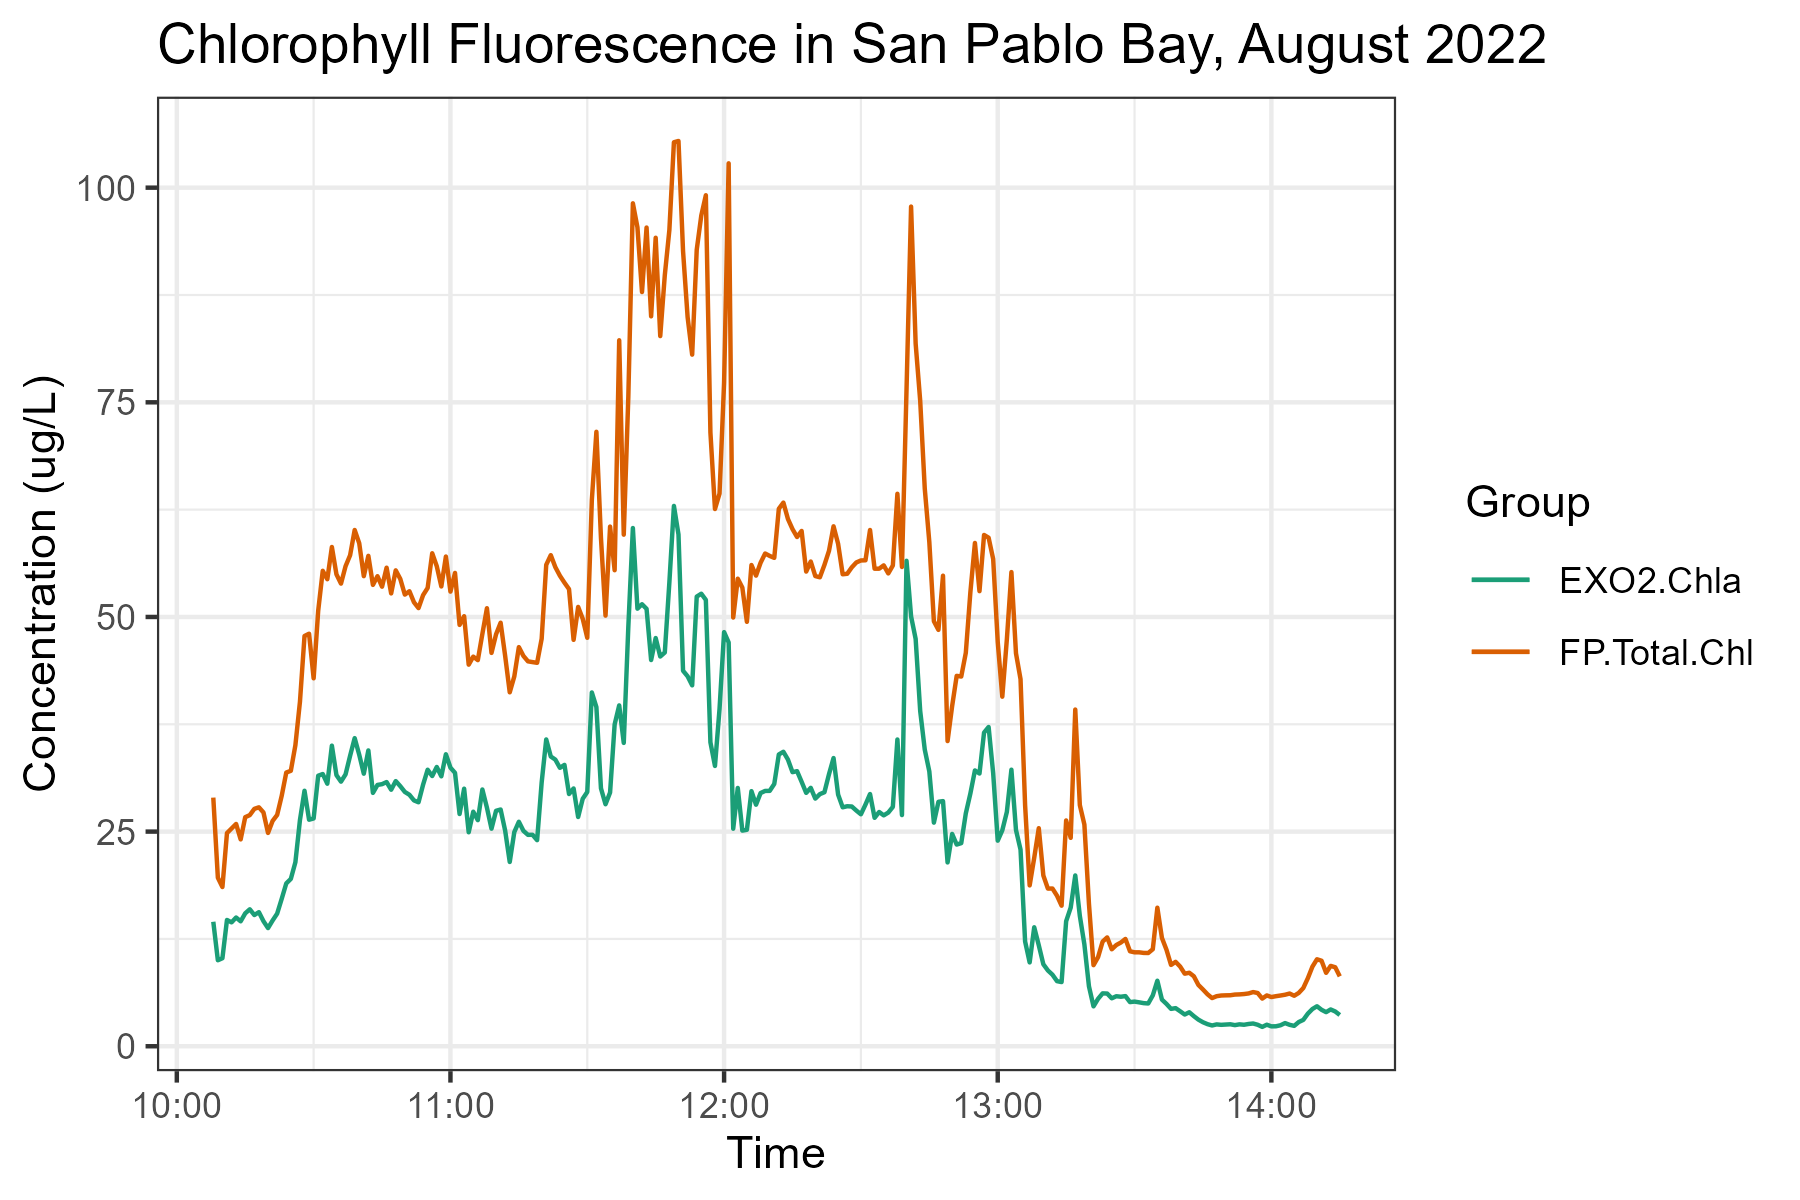 Chlorophyll Fluorescence in San Pablo Bay, August 2022
Concentration (ug/L)
100
75
50
25
0
10:00
11:00
12:00
13:00
14:00
Time
Group
EXO2.Chla
FP.Total.Chl